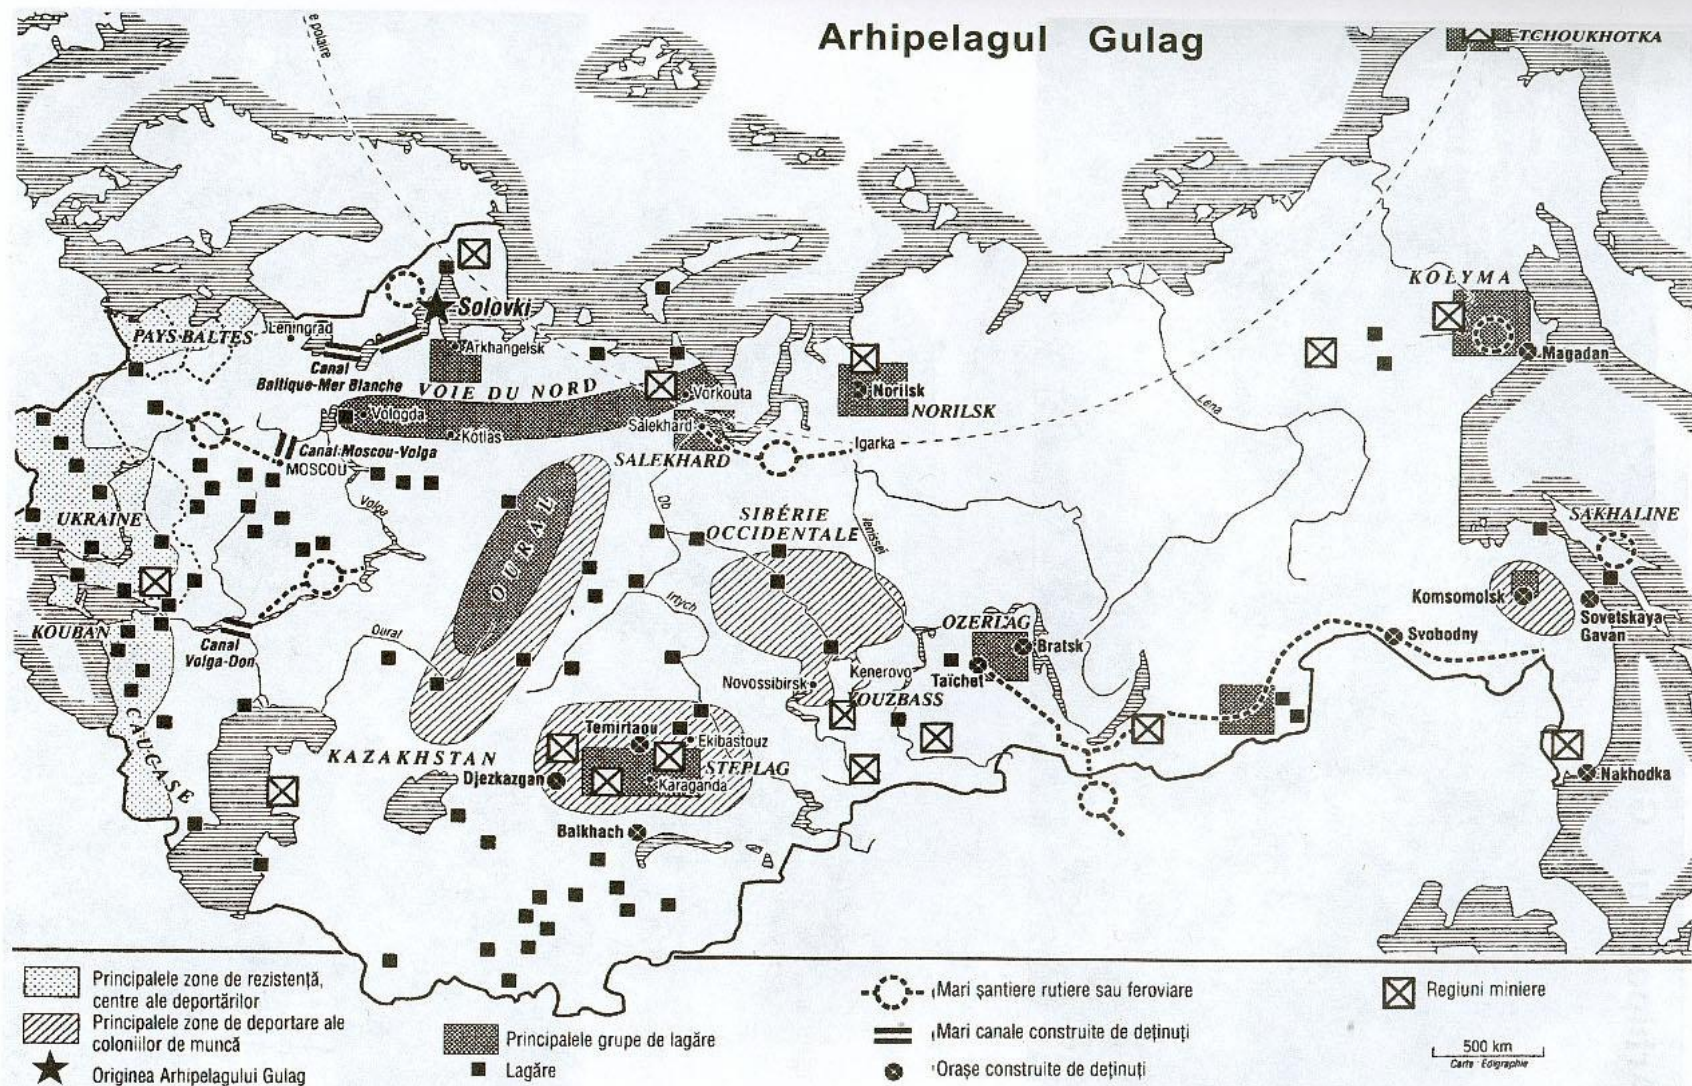 Arhipelagul Gulag
e polaire
TCHOUKHOTKA
KOLYMA
Solovki
PAYS BALTES
Leningrad
Arkhangelsk
Magadan
Canal
Baltique-Mer Blanche
VOIE DU NORD
Vorkouta
Norilsk
NORILSK
Lena
Vologda
Salekhard
Kotlas
Igarka
Canal Moscou-Volga
MOSCOU
SALEKHARD
Volga
Ob
OURAL
SIBÉRIE
OCCIDENTALE
Ienisseï
UKRAINE
SAKHALINE
Irtych
Komsomolsk
KOUBAN
Oural
OZERLAG
Svobodny
Sovetskaya
Gavan
Canal
Volga-Don
Bratsk
Kenerovo
Taïchet
Novossibirsk
KOUZBASS
CAUCASE
Temirtaou
Ekibastouz
KAZAKHSTAN
Djezkazgan
STEPLAG
Karaganda
Nakhodka
Balkhach
Principalele zone de rezistență,
centre ale deportărilor
Principalele zone de deportare ale
coloniilor de muncă
Originea Arhipelagului Gulag
Principalele grupe de lagăre
Lagăre
Mari șantiere rutiere sau feroviare
Mari canale construite de deținuți
Orașe construite de deținuți
Regiuni miniere
500 km
Carte Edigraphie